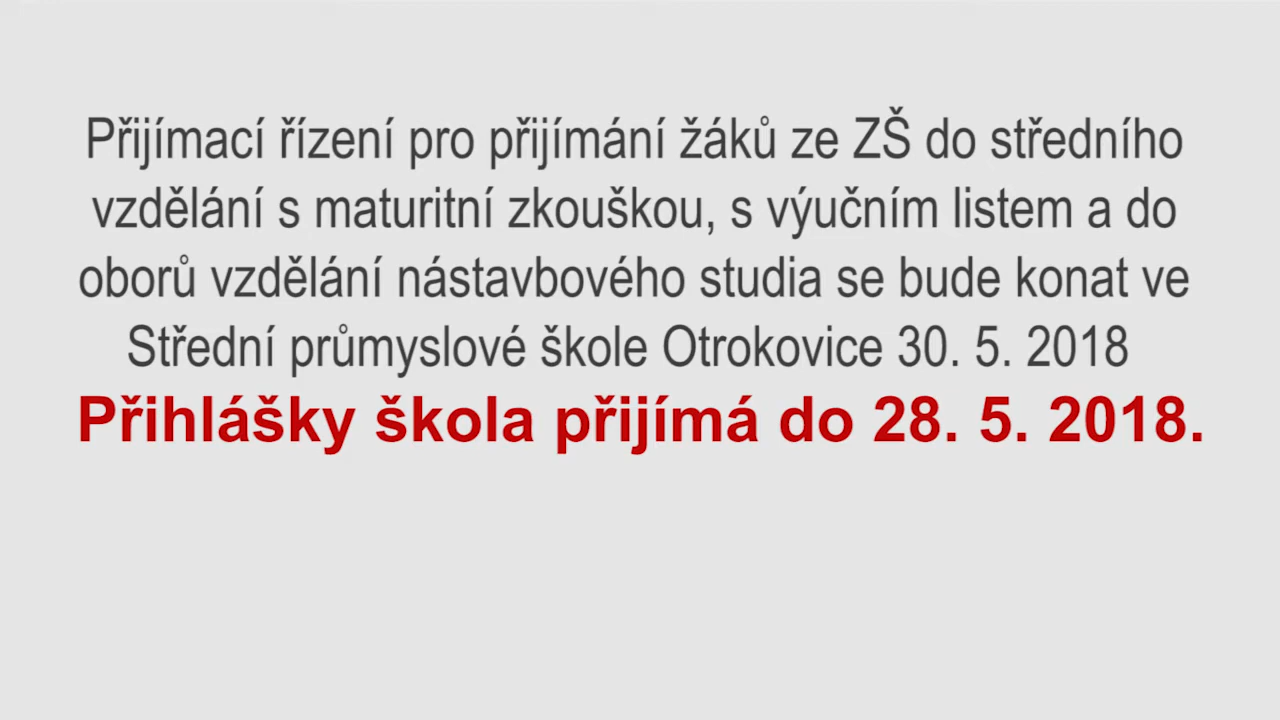 Přijímací řízení pro přijímání žáků ze ZŠ do středního
vzdělání s maturitní zkouškou, s výučním listem a do
oborů vzdělání nástavbového studia se bude konat ve
Střední průmyslové škole Otrokovice 30. 5. 2018
Přihlášky škola přijímá do 28. 5. 2018.